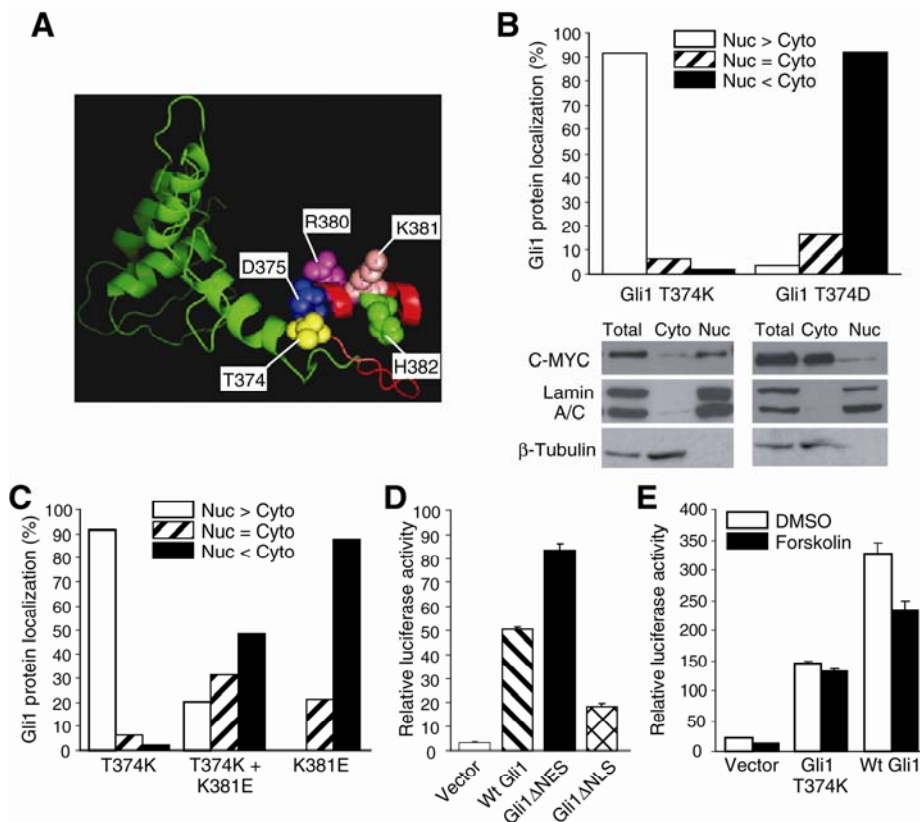 A
R380
K381
D375
T374
H382
B
Nuc > Cyto
Nuc = Cyto
Nuc < Cyto
Gli1 protein localization (%)
100
90
80
70
60
50
40
30
20
10
0
Gli1 T374K
Gli1 T374D
Total Cyto Nuc
Total Cyto Nuc
C-MYC
Lamin
A/C
β-Tubulin
C
Nuc > Cyto
Nuc = Cyto
Nuc < Cyto
Gli1 protein localization (%)
100
90
80
70
60
50
40
30
20
10
0
T374K
T374K +
K381E
K381E
D
Relative luciferase activity
100
90
80
70
60
50
40
30
20
10
0
Vector
Wt Gli1
Gli1ΔNES
Gli1ΔNLS
E
DMSO
Forskolin
Relative luciferase activity
400
350
300
250
200
150
100
50
0
Vector
Gli1
T374K
Wt Gli1